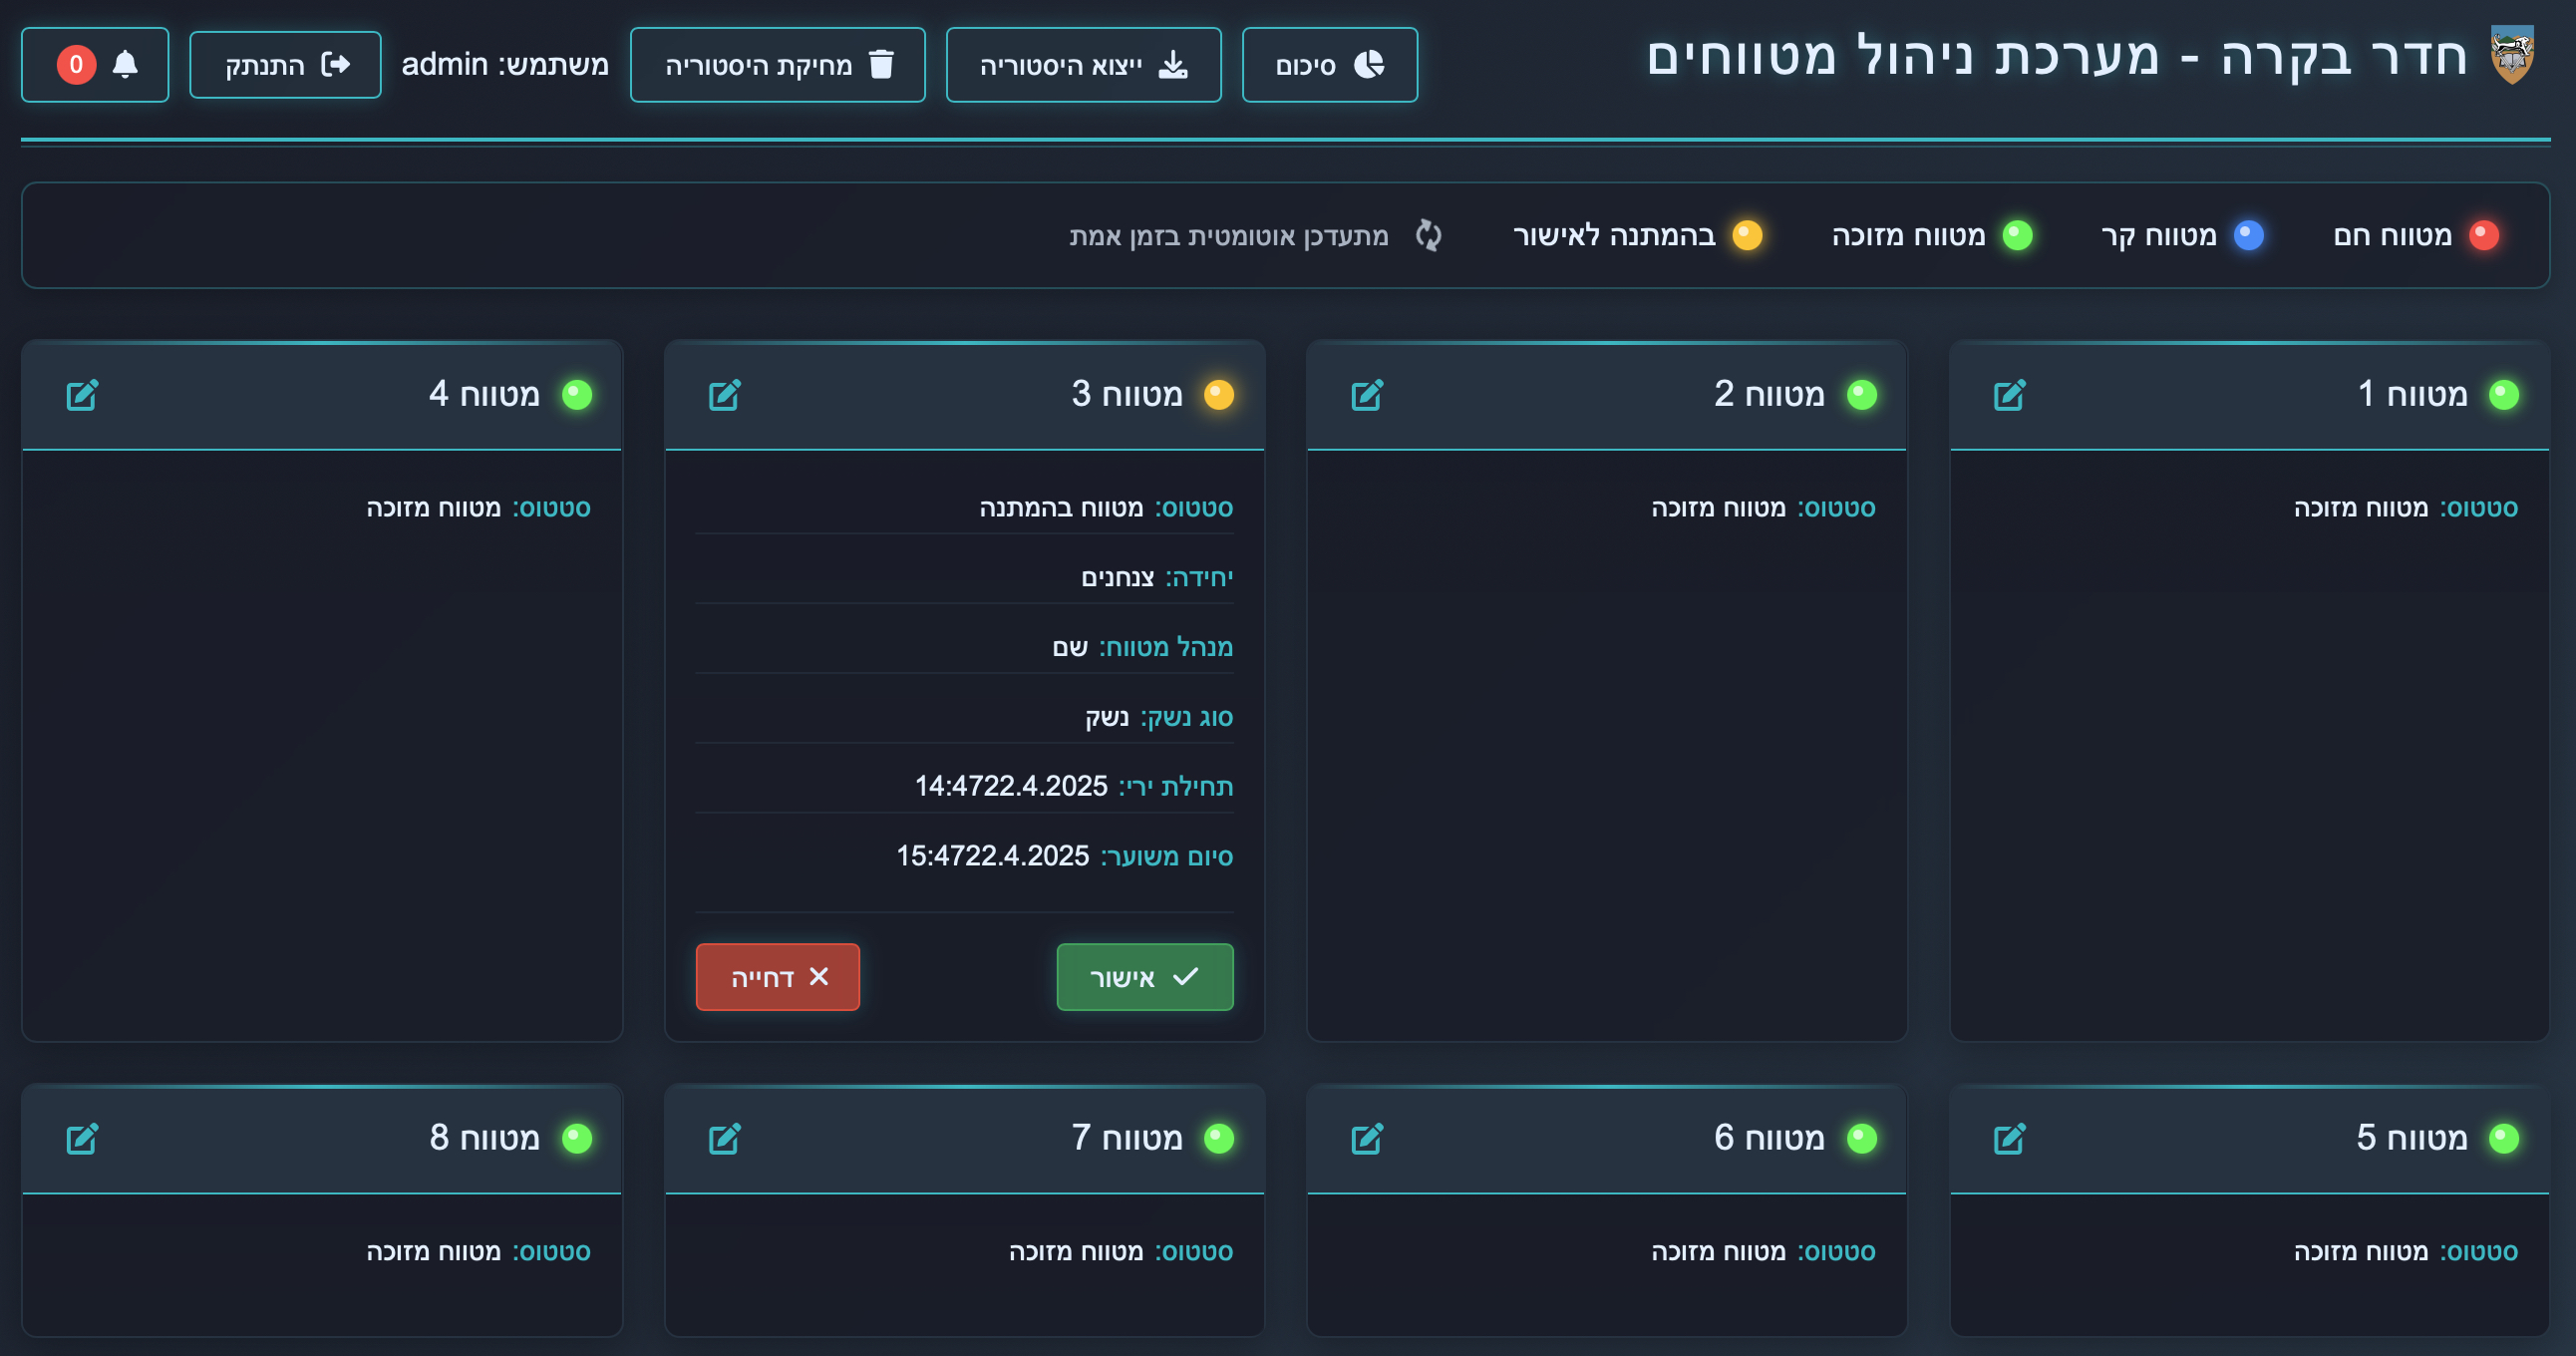 חדר בקרה - מערכת ניהול מטווחים
סיכום
ייצוא היסטוריה
מחיקת היסטוריה
משתמש: admin
התנתק
0
מטווח חם
מטווח קר
מטווח מזוכה
בהמתנה לאישור
מתעדכן אוטומטית בזמן אמת
מטווח 1
סטטוס: מטווח מזוכה
מטווח 2
סטטוס: מטווח מזוכה
מטווח 3
סטטוס: מטווח בהמתנה
יחידה: צנחנים
מנהל מטווח: שם
סוג נשק: נשק
תחילת ירי: 14:4722.4.2025
סיום משוער: 15:4722.4.2025
אישור
דחייה
מטווח 4
סטטוס: מטווח מזוכה
מטווח 5
סטטוס: מטווח מזוכה
מטווח 6
סטטוס: מטווח מזוכה
מטווח 7
סטטוס: מטווח מזוכה
מטווח 8
סטטוס: מטווח מזוכה